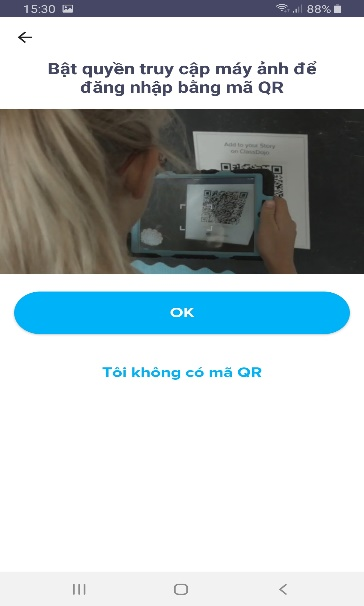 15:30
88%
Bật quyền truy cập máy ảnh để
đăng nhập bằng mã QR
Add to your Story
on ClassDojo
OK
Tôi không có mã QR